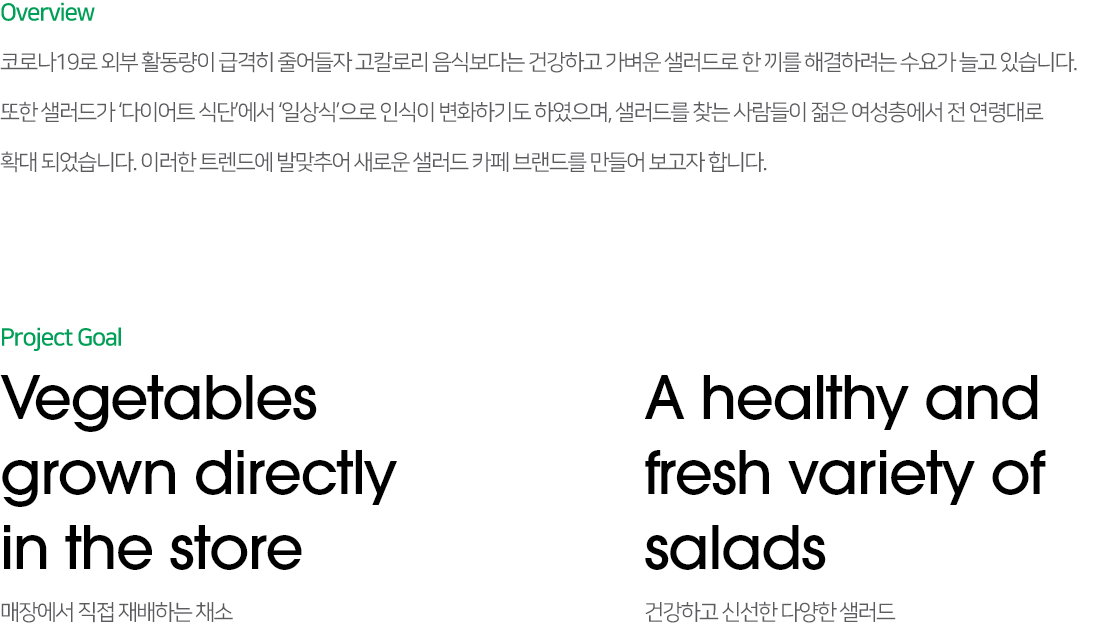 Overview
코로나19로 외부 활동량이 급격히 줄어들자 고칼로리 음식보다는 건강하고 가벼운 샐러드로 한 끼를 해결하려는 수요가 늘고 있습니다.
또한 샐러드가 ‘다이어트 식단’에서 ‘일상식’으로 인식이 변화하기도 하였으며, 샐러드를 찾는 사람들이 젊은 여성층에서 전 연령대로
확대 되었습니다. 이러한 트렌드에 발맞추어 새로운 샐러드 카페 브랜드를 만들어 보고자 합니다.
Project Goal
Vegetables
grown directly
in the store
매장에서 직접 재배하는 채소
A healthy and
fresh variety of
salads
건강하고 신선한 다양한 샐러드